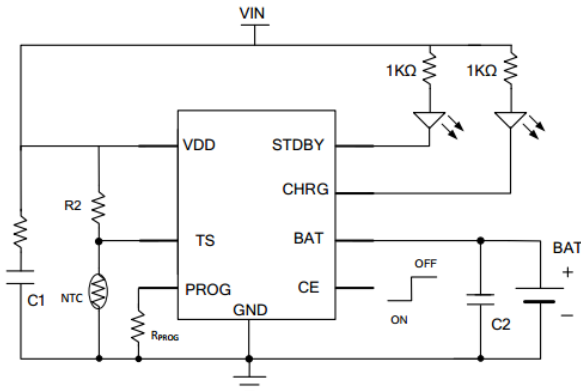 VIN
1KΩ
1KΩ
VDD
STDBY
CHRG
R2
TS
BAT
BAT
+
OFF
NTC
C1
PROG
CE
ON
C2
−
GND
RPROG